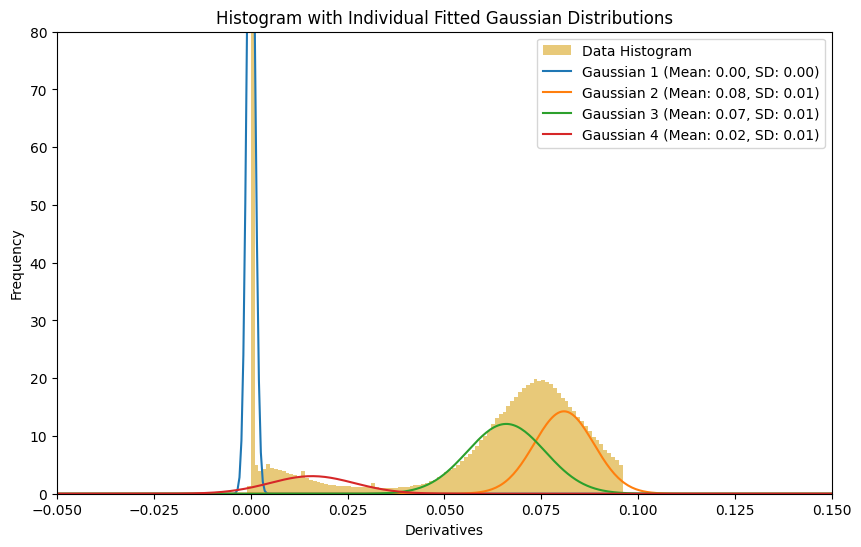 Histogram with Individual Fitted Gaussian Distributions
80
70
60
50
40
30
20
10
0
Frequency
Data Histogram
Gaussian 1 (Mean: 0.00, SD: 0.00)
Gaussian 2 (Mean: 0.08, SD: 0.01)
Gaussian 3 (Mean: 0.07, SD: 0.01)
Gaussian 4 (Mean: 0.02, SD: 0.01)
−0.050 −0.025 0.000 0.025 0.050 0.075 0.100 0.125 0.150
Derivatives